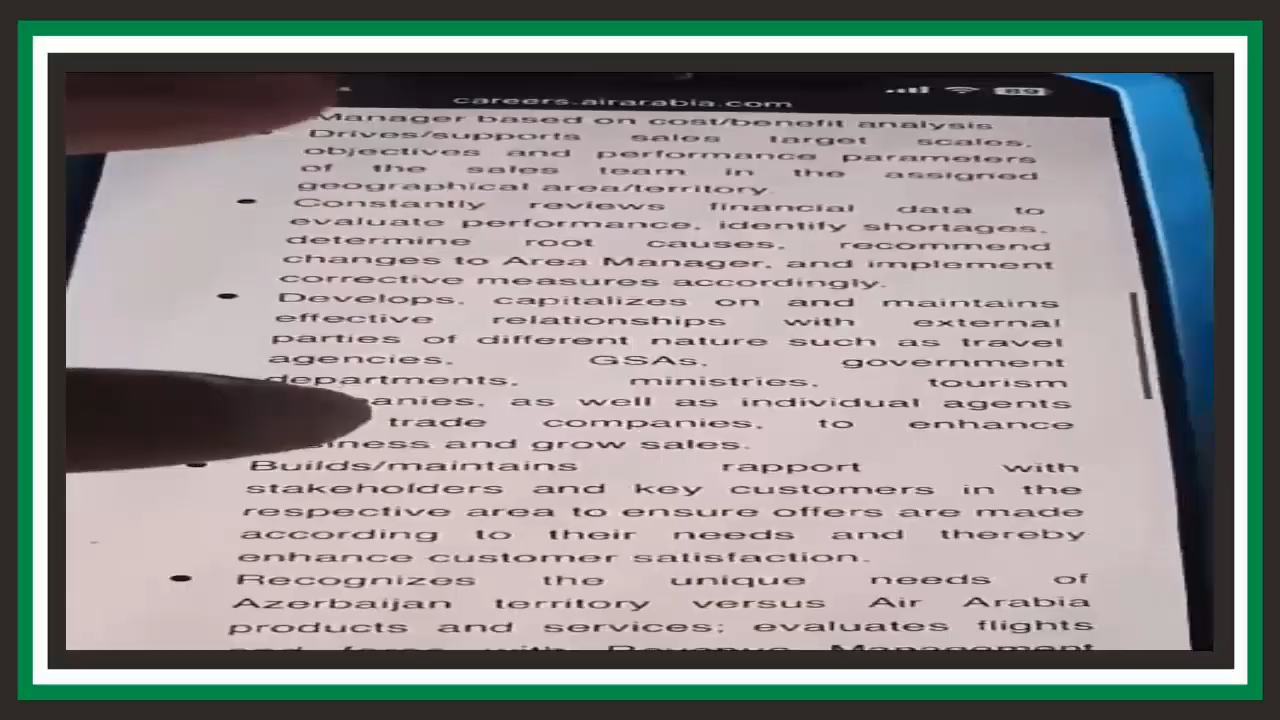 careers.airarabia.com
89
Manager based on cost/benefit analysis
Drives/supports sales target scales,
objectives and performance parameters
of the sales team in the assigned
geographical area/territory.
Constantly reviews financial data to
evaluate performance, identify shortages,
determine root causes, recommend
changes to Area Manager, and implement
corrective measures accordingly.
Develops, capitalizes on and maintains
effective relationships with external
parties of different nature such as travel
agencies, GSAs, government
departments, ministries, tourism
as well as individual agents
trade companies, to enhance
and grow sales.
Builds/maintains rapport with
stakeholders and key customers in the
respective area to ensure offers are made
according to their needs and thereby
enhance customer satisfaction.
Recognizes the unique needs of
Azerbaijan territory versus Air Arabia
products and services; evaluates flights
with Revenue Management